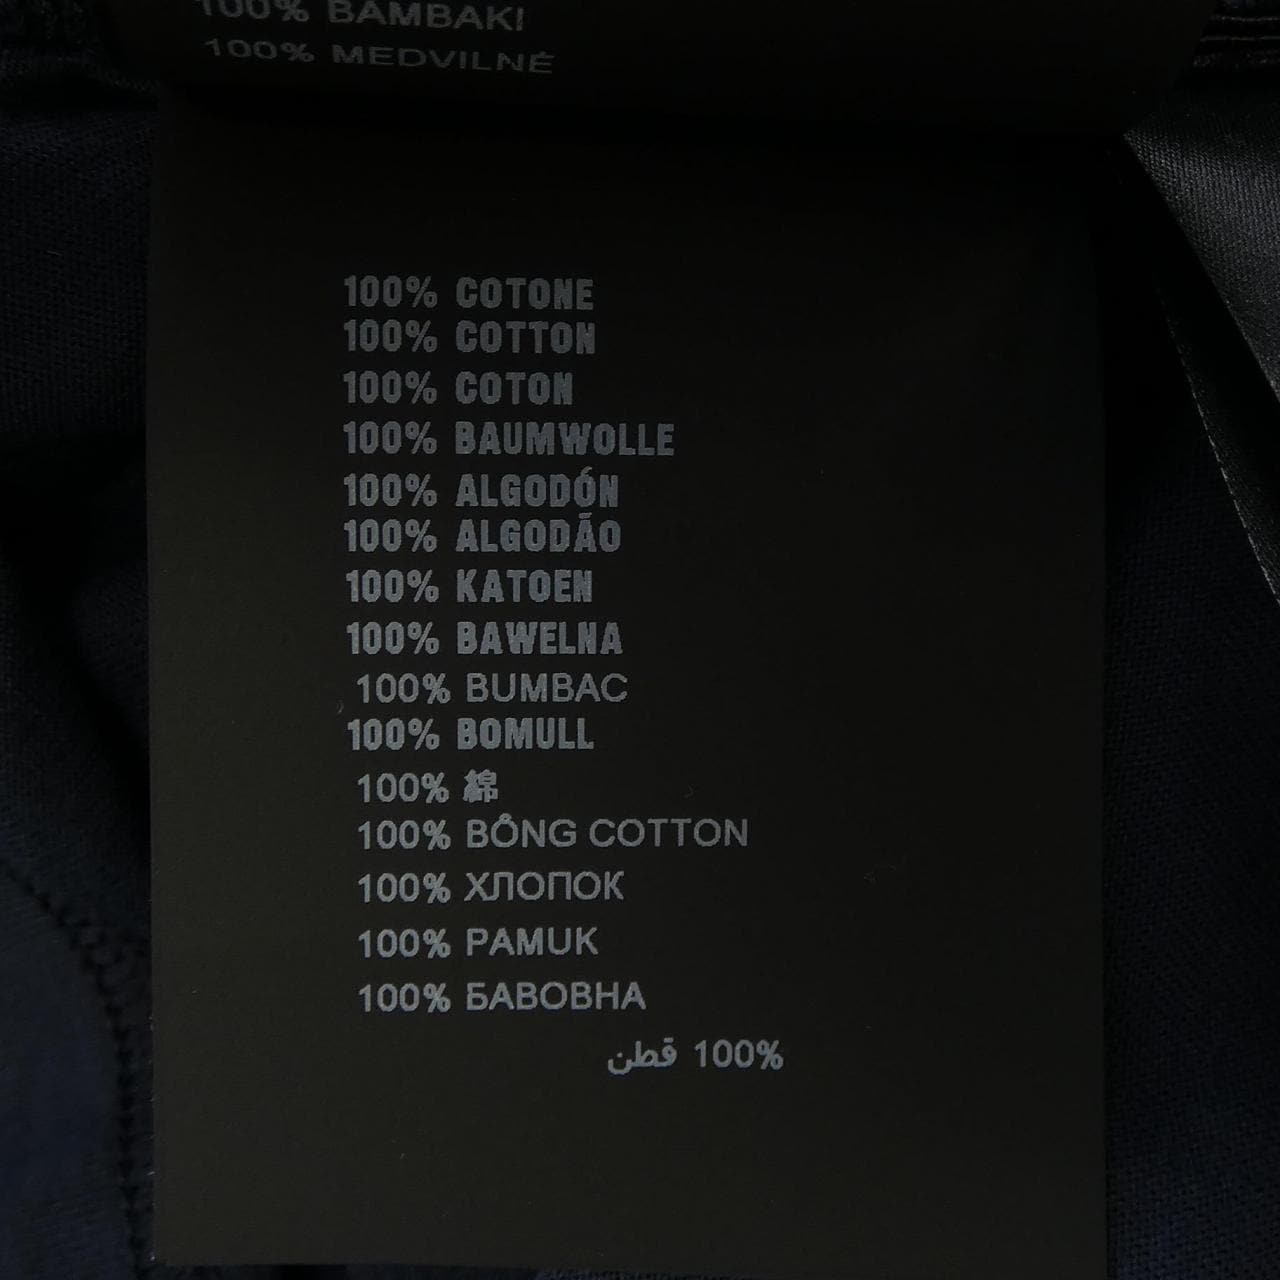 100% BAMBAKI
100% MEDVILNĖ
100% COTONE
100% COTTON
100% COTON
100% BAUMWOLLE
100% ALGODÓN
100% ALGODÃO
100% KATOEN
100% BAWELNA
100% BUMBAC
100% BOMULL
100% 綿
100% BÔNG COTTON
100% ХЛОПОК
100% PAMUK
100% БАВОВНА
100% قطن